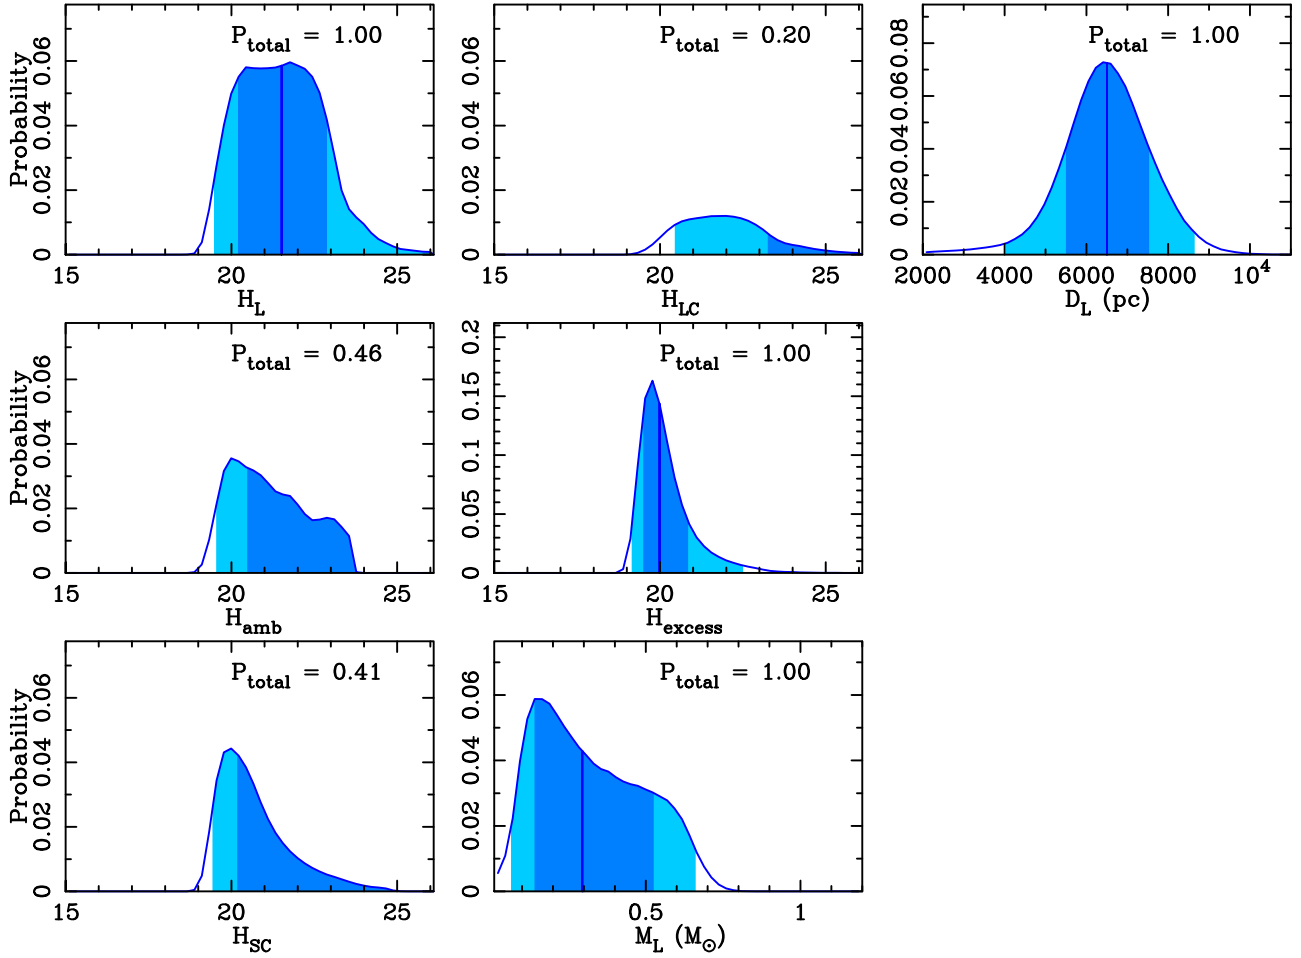 P_total = 1.00
Probability
0 0.02 0.04 0.06
15 20 25
H_L
P_total = 0.20
0 0.02 0.04 0.06
15 20 25
H_LC
P_total = 1.00
0 0.02 0.04 0.06 0.08
2000 4000 6000 8000 10^4
D_L (pc)
P_total = 0.46
Probability
0 0.02 0.04 0.06
15 20 25
H_amb
P_total = 1.00
0 0.05 0.1 0.15 0.2
15 20 25
H_excess
P_total = 0.41
Probability
0 0.02 0.04 0.06
15 20 25
H_SC
P_total = 1.00
0 0.02 0.04 0.06
0.5 1
M_L (M_⊙)